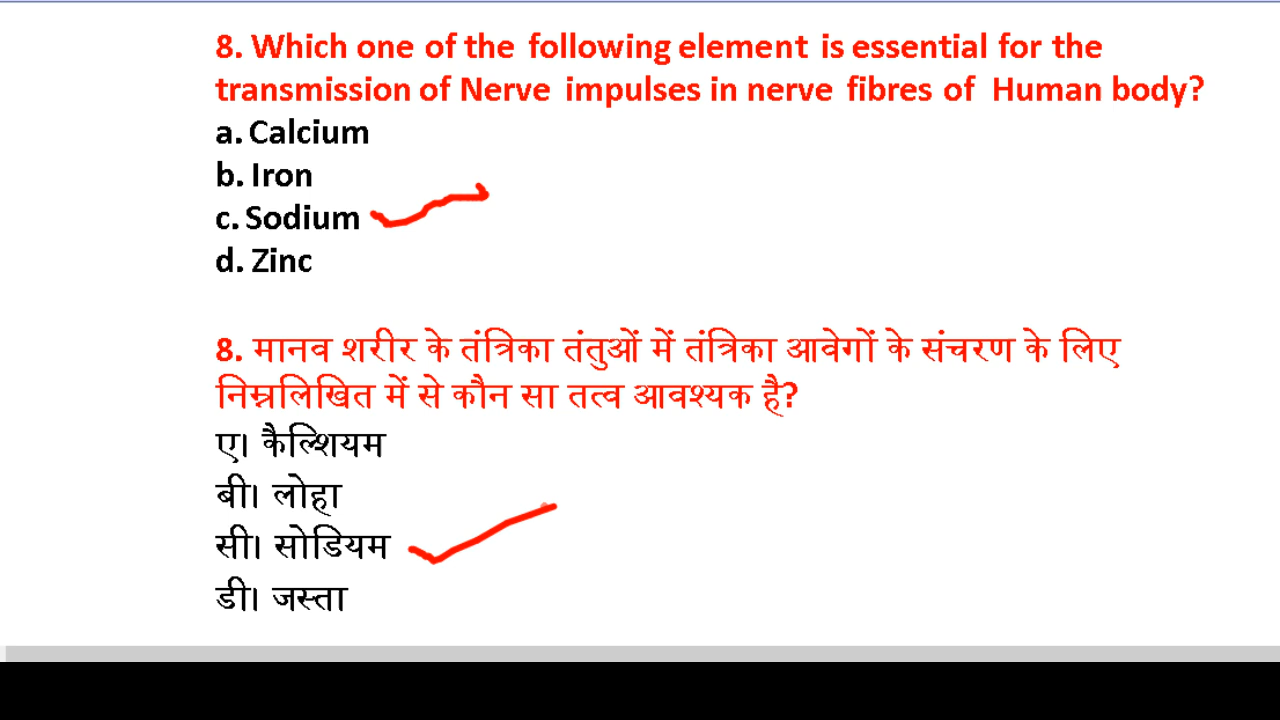 8. Which one of the following element is essential for the
transmission of Nerve impulses in nerve fibres of Human body?
a. Calcium
b. Iron
c. Sodium
d. Zinc
8. मानव शरीर के तंत्रिका तंतुओं में तंत्रिका आवेगों के संचरण के लिए
निम्नलिखित में से कौन सा तत्व आवश्यक है?
ए। कैल्शियम
बी। लोहा
सी। सोडियम
डी। जस्ता